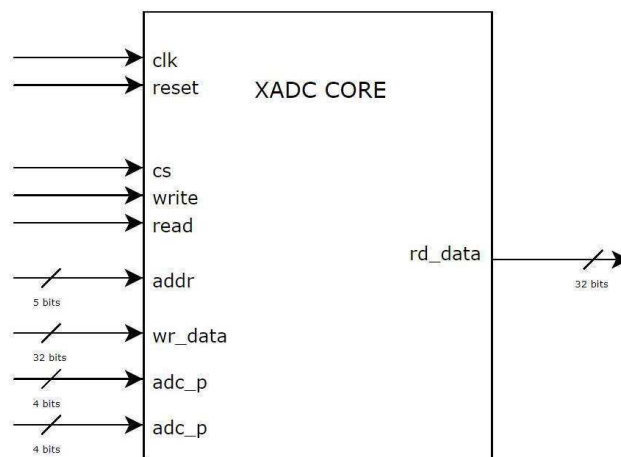 clk
reset
XADC CORE
cs
write
read
rd_data
32 bits
addr
5 bits
wr_data
32 bits
adc_p
4 bits
adc_p
4 bits